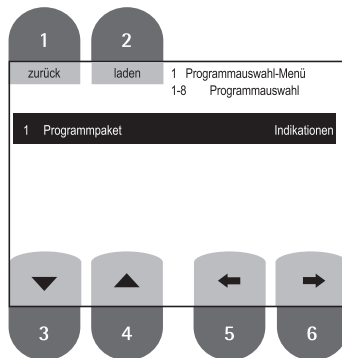 1 2
zurück laden 1 Programmauswahl-Menü
1-8 Programmauswahl
1 Programmpaket Indikationen
3 4 5 6